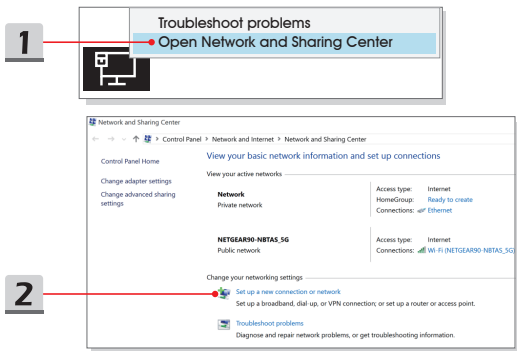 1
Troubleshoot problems
Open Network and Sharing Center
Network and Sharing Center
Control Panel > Network and Internet > Network and Sharing Center
Control Panel Home
Change adapter settings
Change advanced sharing
settings
View your basic network information and set up connections
View your active networks
Network
Private network
Access type: Internet
HomeGroup: Ready to create
Connections: Ethernet
NETGEAR90-NBTAS_5G
Public network
Access type: Internet
Connections: Wi-Fi (NETGEAR90-NBTAS_5G)
Change your networking settings
2
Set up a new connection or network
Set up a broadband, dial-up, or VPN connection; or set up a router or access point.
Troubleshoot problems
Diagnose and repair network problems, or get troubleshooting information.